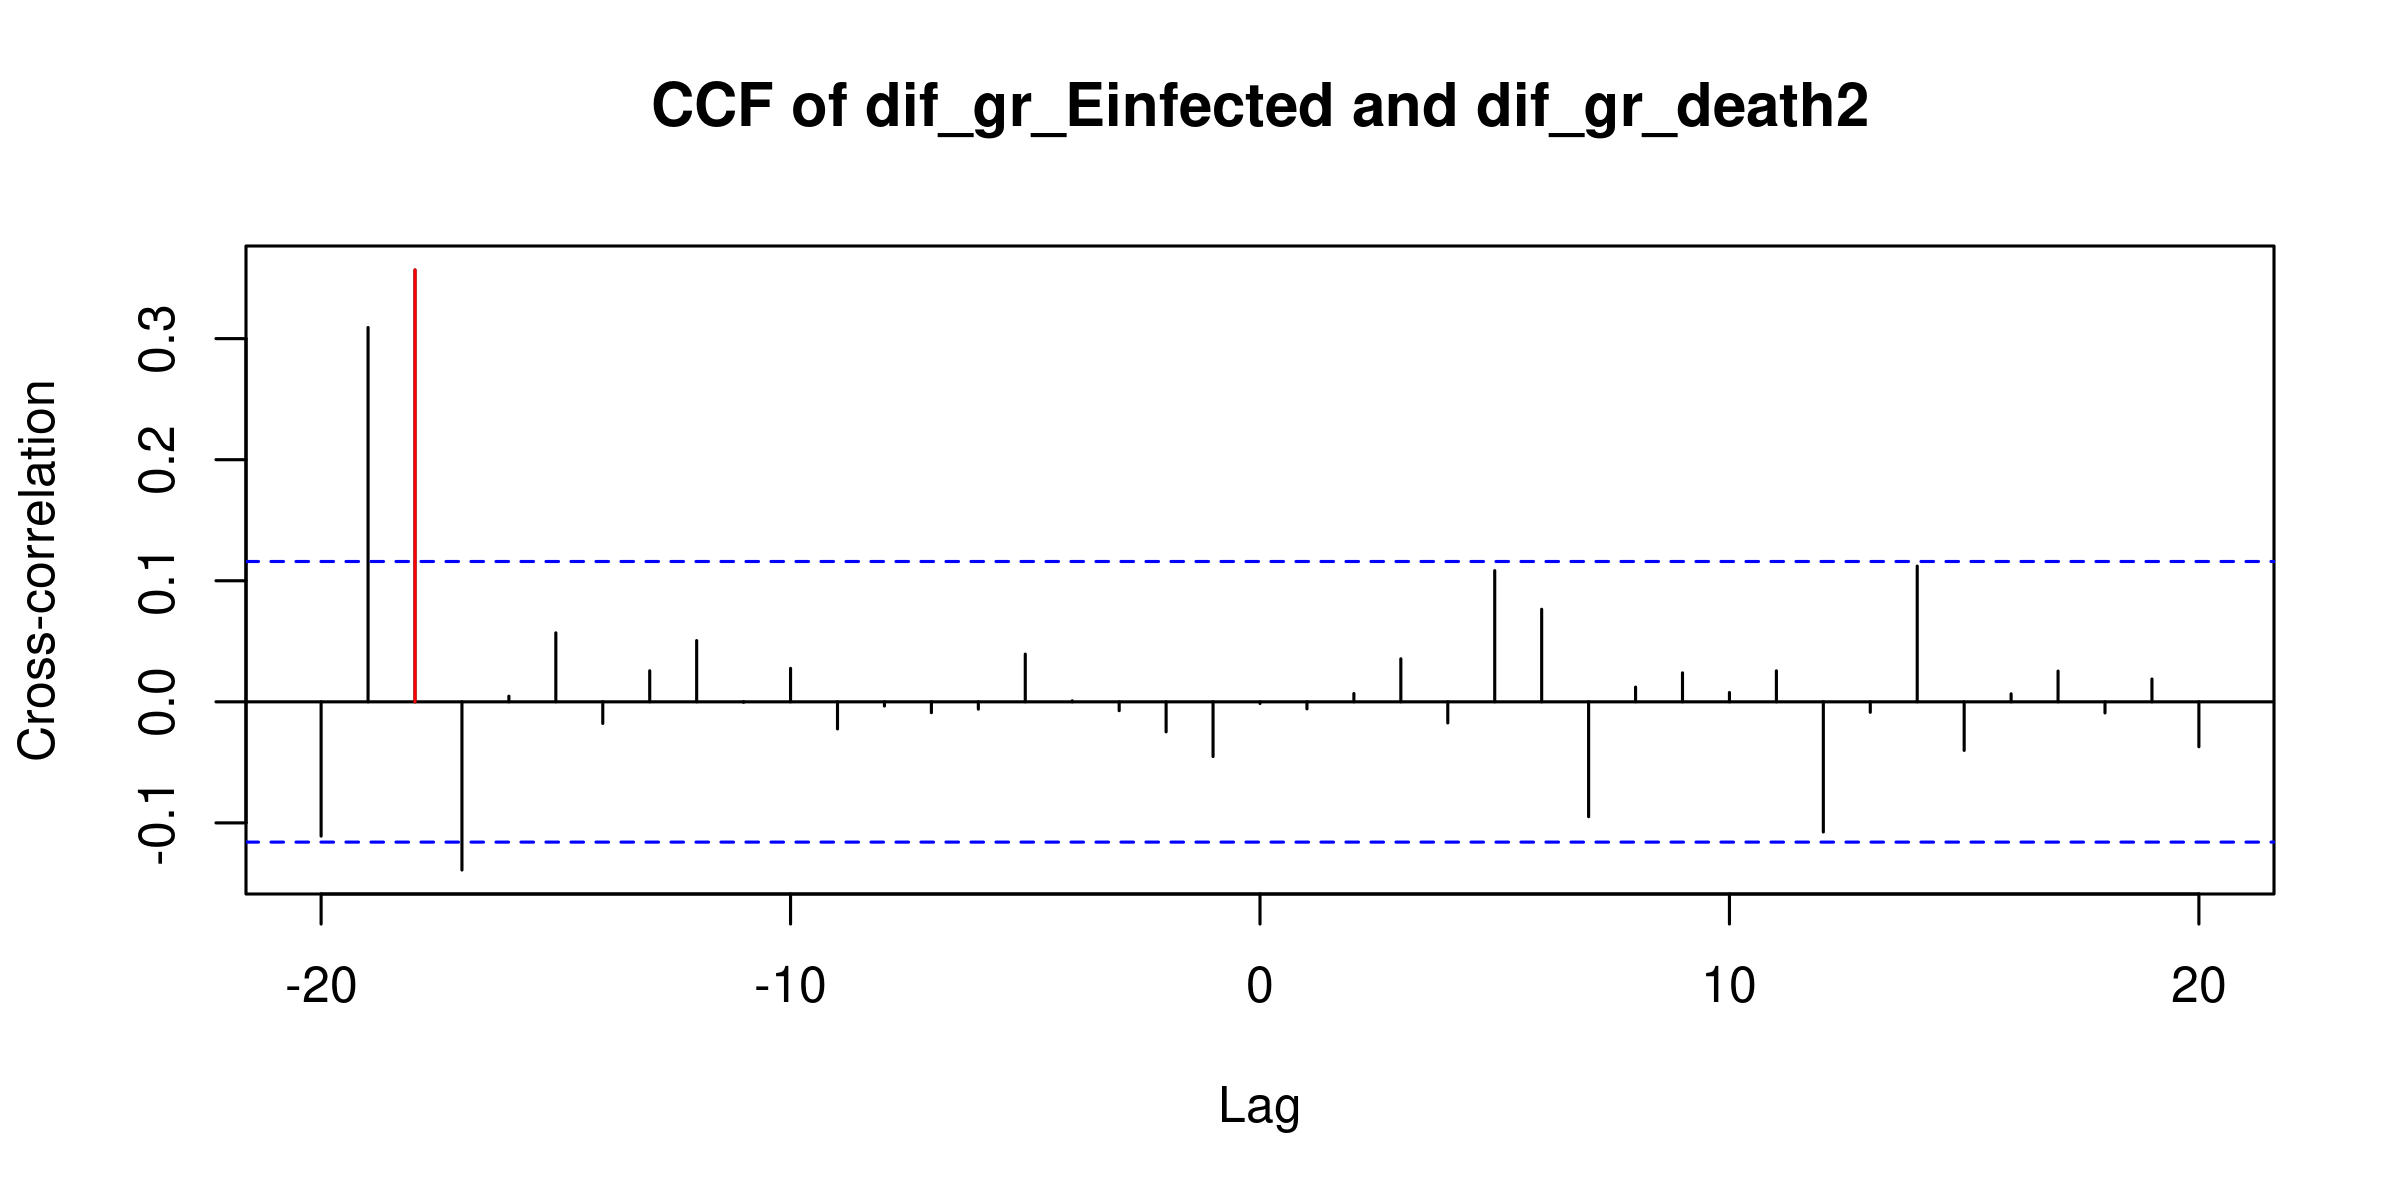 CCF of dif_gr_Einfected and dif_gr_death2
Cross-correlation
0.3
0.2
0.1
0.0
-0.1
-20 -10 0 10 20
Lag